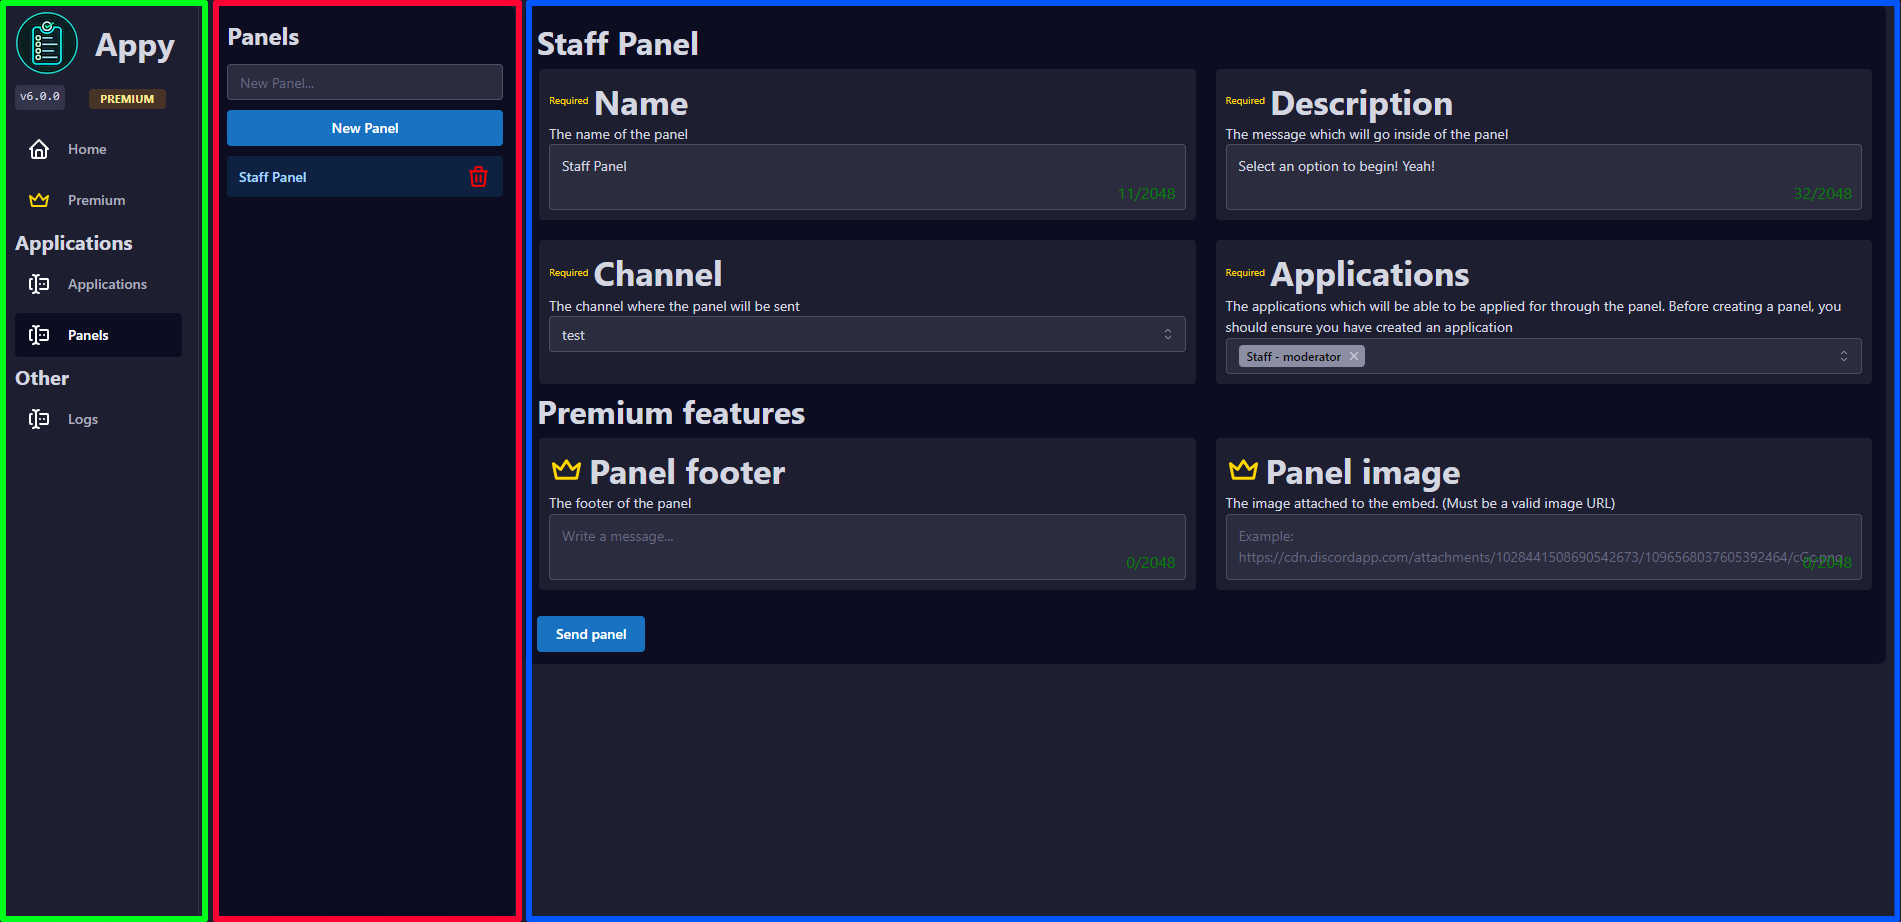 Appy
v6.0.0
PREMIUM
Home
Premium
Applications
Applications
Panels
Other
Logs
Panels
New Panel...
New Panel
Staff Panel
Staff Panel
Required Name
The name of the panel
Staff Panel
11/2048
Required Description
The message which will go inside of the panel
Select an option to begin! Yeah!
32/2048
Required Channel
The channel where the panel will be sent
test
Required Applications
The applications which will be able to be applied for through the panel. Before creating a panel, you
should ensure you have created an application
Staff - moderator
Premium features
Panel footer
The footer of the panel
Write a message...
0/2048
Panel image
The image attached to the embed. (Must be a valid image URL)
Example:
https://cdn.discordapp.com/attachments/1028441508690542673/1096568037605392464/cGc.png
0/2048
Send panel